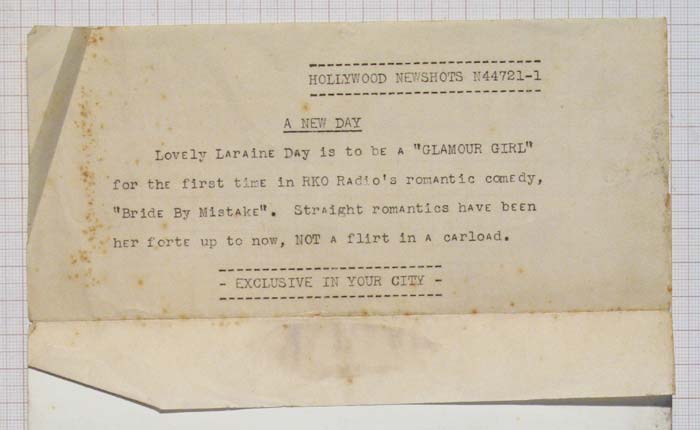 HOLLYWOOD NEWSHOTS N44721-1
A NEW DAY
Lovely Laraine Day is to be a "GLAMOUR GIRL"
for the first time in RKO Radio's romantic comedy,
"Bride By Mistake". Straight romantics have been
her forte up to now, NOT a flirt in a carload.
- EXCLUSIVE IN YOUR CITY -